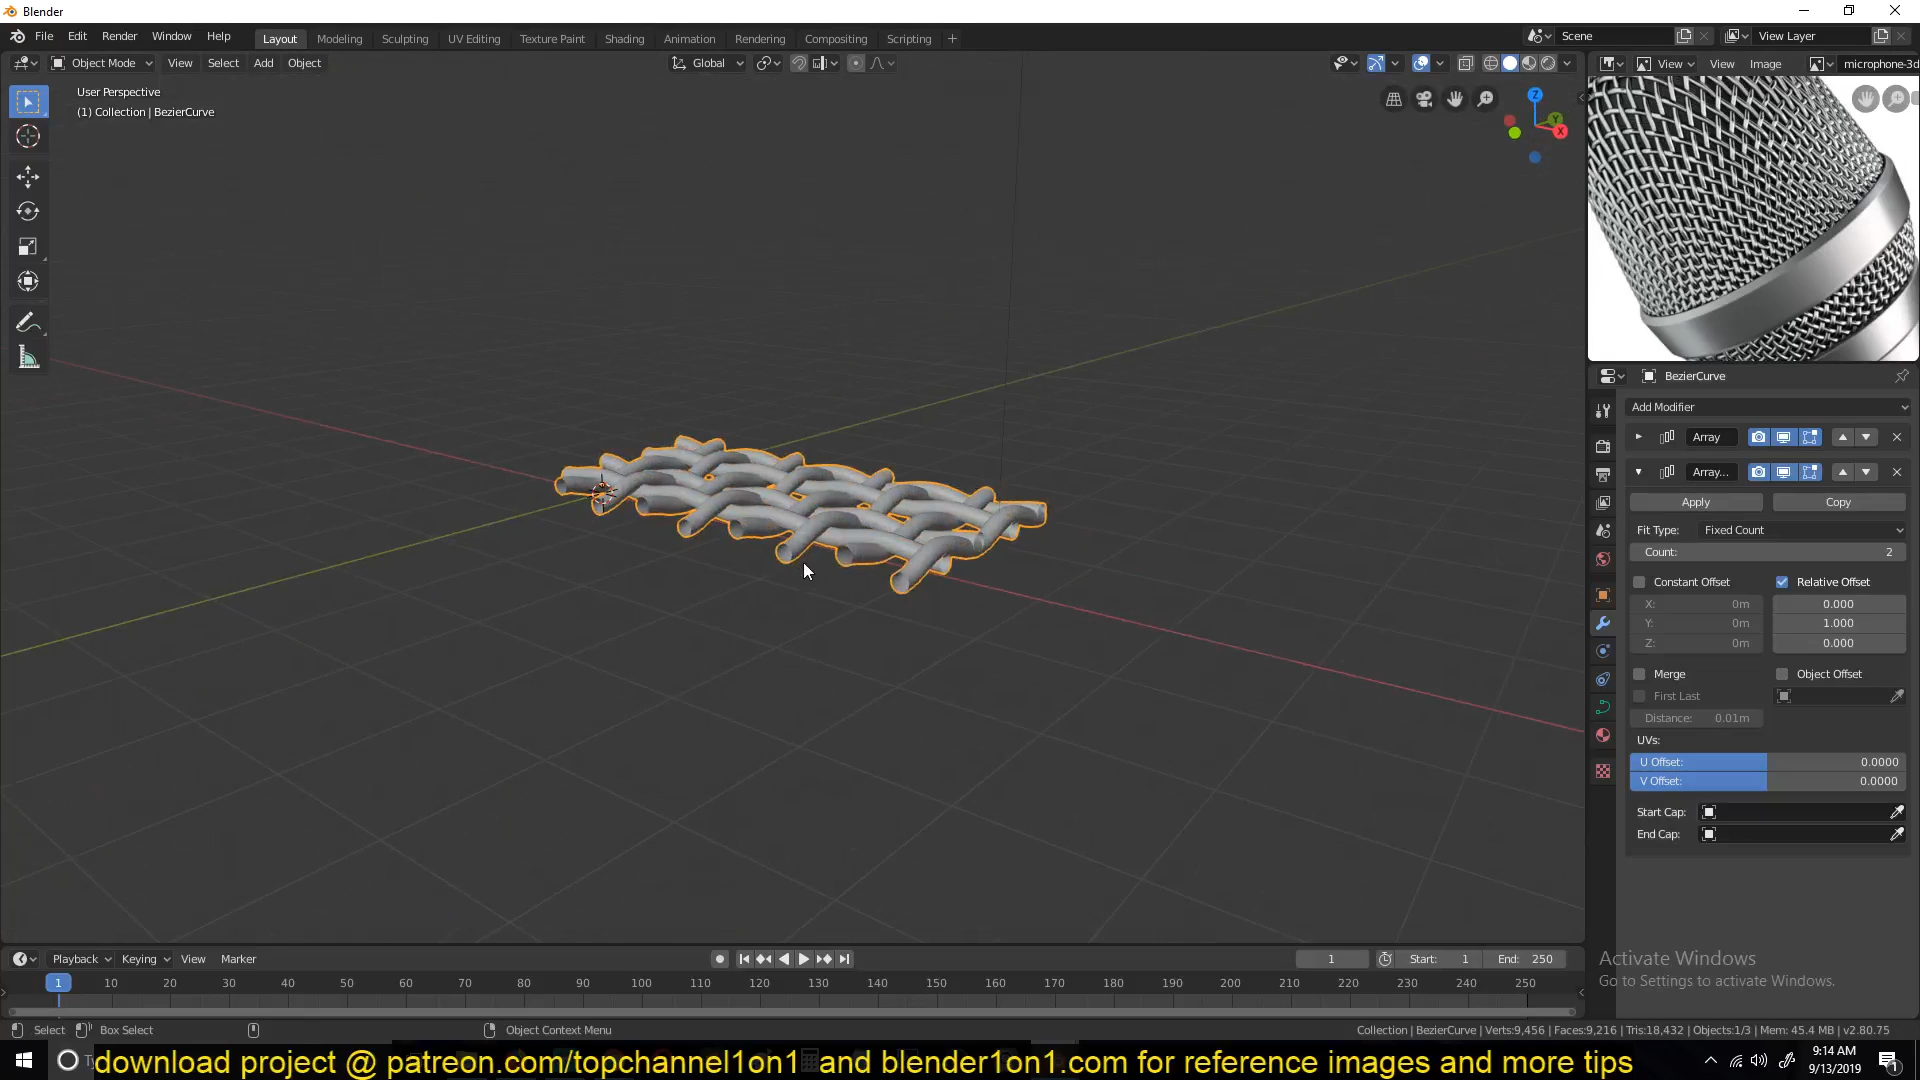 Blender
File Edit Render Window Help
Layout Modeling Sculpting UV Editing Texture Paint Shading Animation Rendering Compositing Scripting +
Scene View Layer
Object Mode View Select Add Object
Global
View View Image microphone-3d
User Perspective
(1) Collection | BezierCurve
Z
Y
X
BezierCurve
Add Modifier
Array
Array...
Apply Copy
Fit Type: Fixed Count
Count: 2
Constant Offset Relative Offset
X: 0m 0.000
Y: 0m 1.000
Z: 0m 0.000
Merge Object Offset
First Last
Distance: 0.01m
UVs:
U Offset: 0.0000
V Offset: 0.0000
Start Cap:
End Cap:
Activate Windows
Go to Settings to activate Windows.
Playback Keying View Marker
1 Start: 1 End: 250
1 10 20 30 40 50 60 70 80 90 100 110 120 130 140 150 160 170 180 190 200 210 220 230 240 250
Select Box Select Object Context Menu
Collection | BezierCurve | Verts:9,456 | Faces:9,216 | Tris:18,432 | Objects:1/3 | Mem: 45.4 MB | v2.80.75
download project @ patreon.com/topchannel1on1 and blender1on1.com for reference images and more tips
9:14 AM
9/13/2019
1